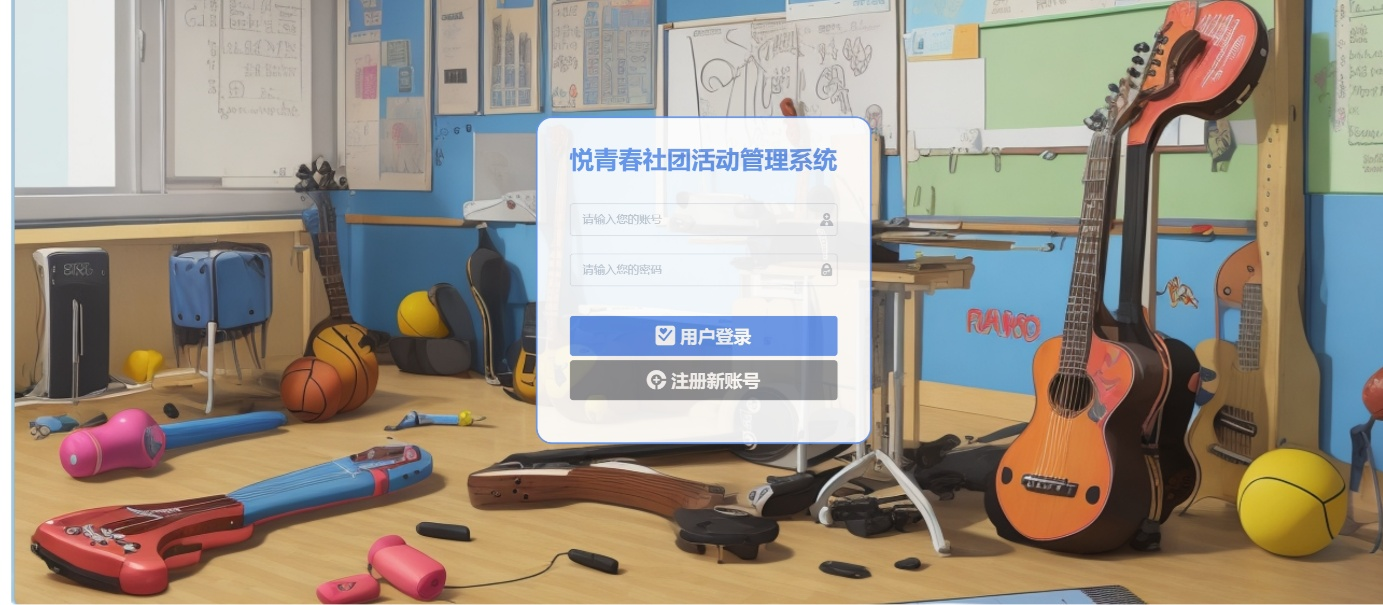 悦青春社团活动管理系统
请输入您的账号
请输入您的密码
用户登录
注册新账号